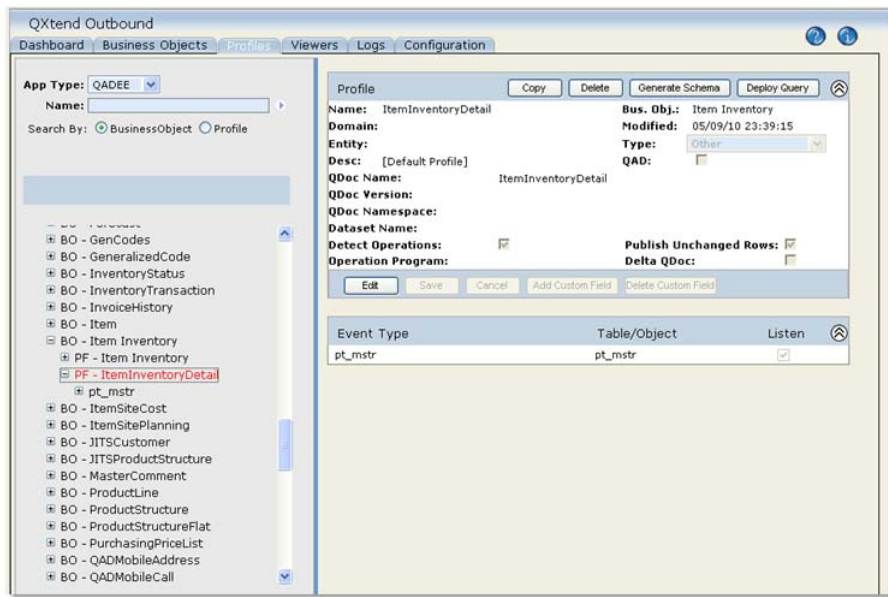 QXtend Outbound
Dashboard Business Objects Profiles Viewers Logs Configuration
App Type: QADEE
Name:
Search By: BusinessObject Profile
BO - GenCodes
BO - GeneralizedCode
BO - InventoryStatus
BO - InventoryTransaction
BO - InvoiceHistory
BO - Item
BO - Item Inventory
PF - Item Inventory
PF - ItemInventoryDetail
pt_mstr
BO - ItemSiteCost
BO - ItemSitePlanning
BO - JITSCustomer
BO - JITSProductStructure
BO - MasterComment
BO - ProductLine
BO - ProductStructure
BO - ProductStructureFlat
BO - PurchasingPriceList
BO - QADMobileAddress
BO - QADMobileCall
Profile Copy Delete Generate Schema Deploy Query
Name: ItemInventoryDetail Bus. Obj.: Item Inventory
Domain: Modified: 05/09/10 23:39:15
Entity: Type: Other
Desc: [Default Profile] QAD:
QDoc Name: ItemInventoryDetail
QDoc Version:
QDoc Namespace:
Dataset Name:
Detect Operations: Publish Unchanged Rows:
Operation Program: Delta QDoc:
Edit Save Cancel Add Custom Field Delete Custom Field
Event Type Table/Object Listen
pt_mstr pt_mstr